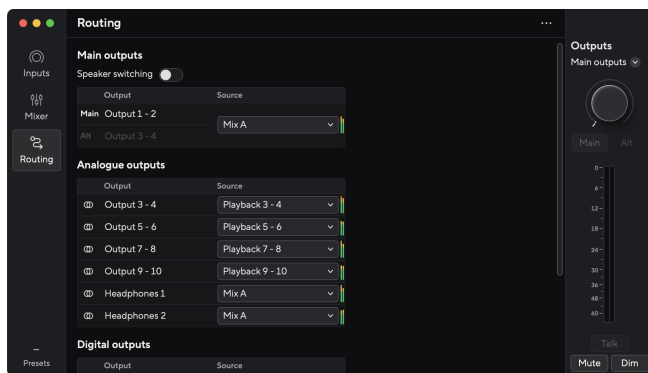 Routing
...
Inputs
Mixer
Routing
Presets
Main outputs
Speaker switching
Output Source
Main Output 1 - 2
Mix A
Alt Output 3 - 4
Analogue outputs
Output Source
Output 3 - 4 Playback 3 - 4
Output 5 - 6 Playback 5 - 6
Output 7 - 8 Playback 7 - 8
Output 9 - 10 Playback 9 - 10
Headphones 1 Mix A
Headphones 2 Mix A
Digital outputs
Output Source
Outputs
Main outputs
Main Alt
0
6
12
18
24
30
36
48
60
Talk
Mute Dim